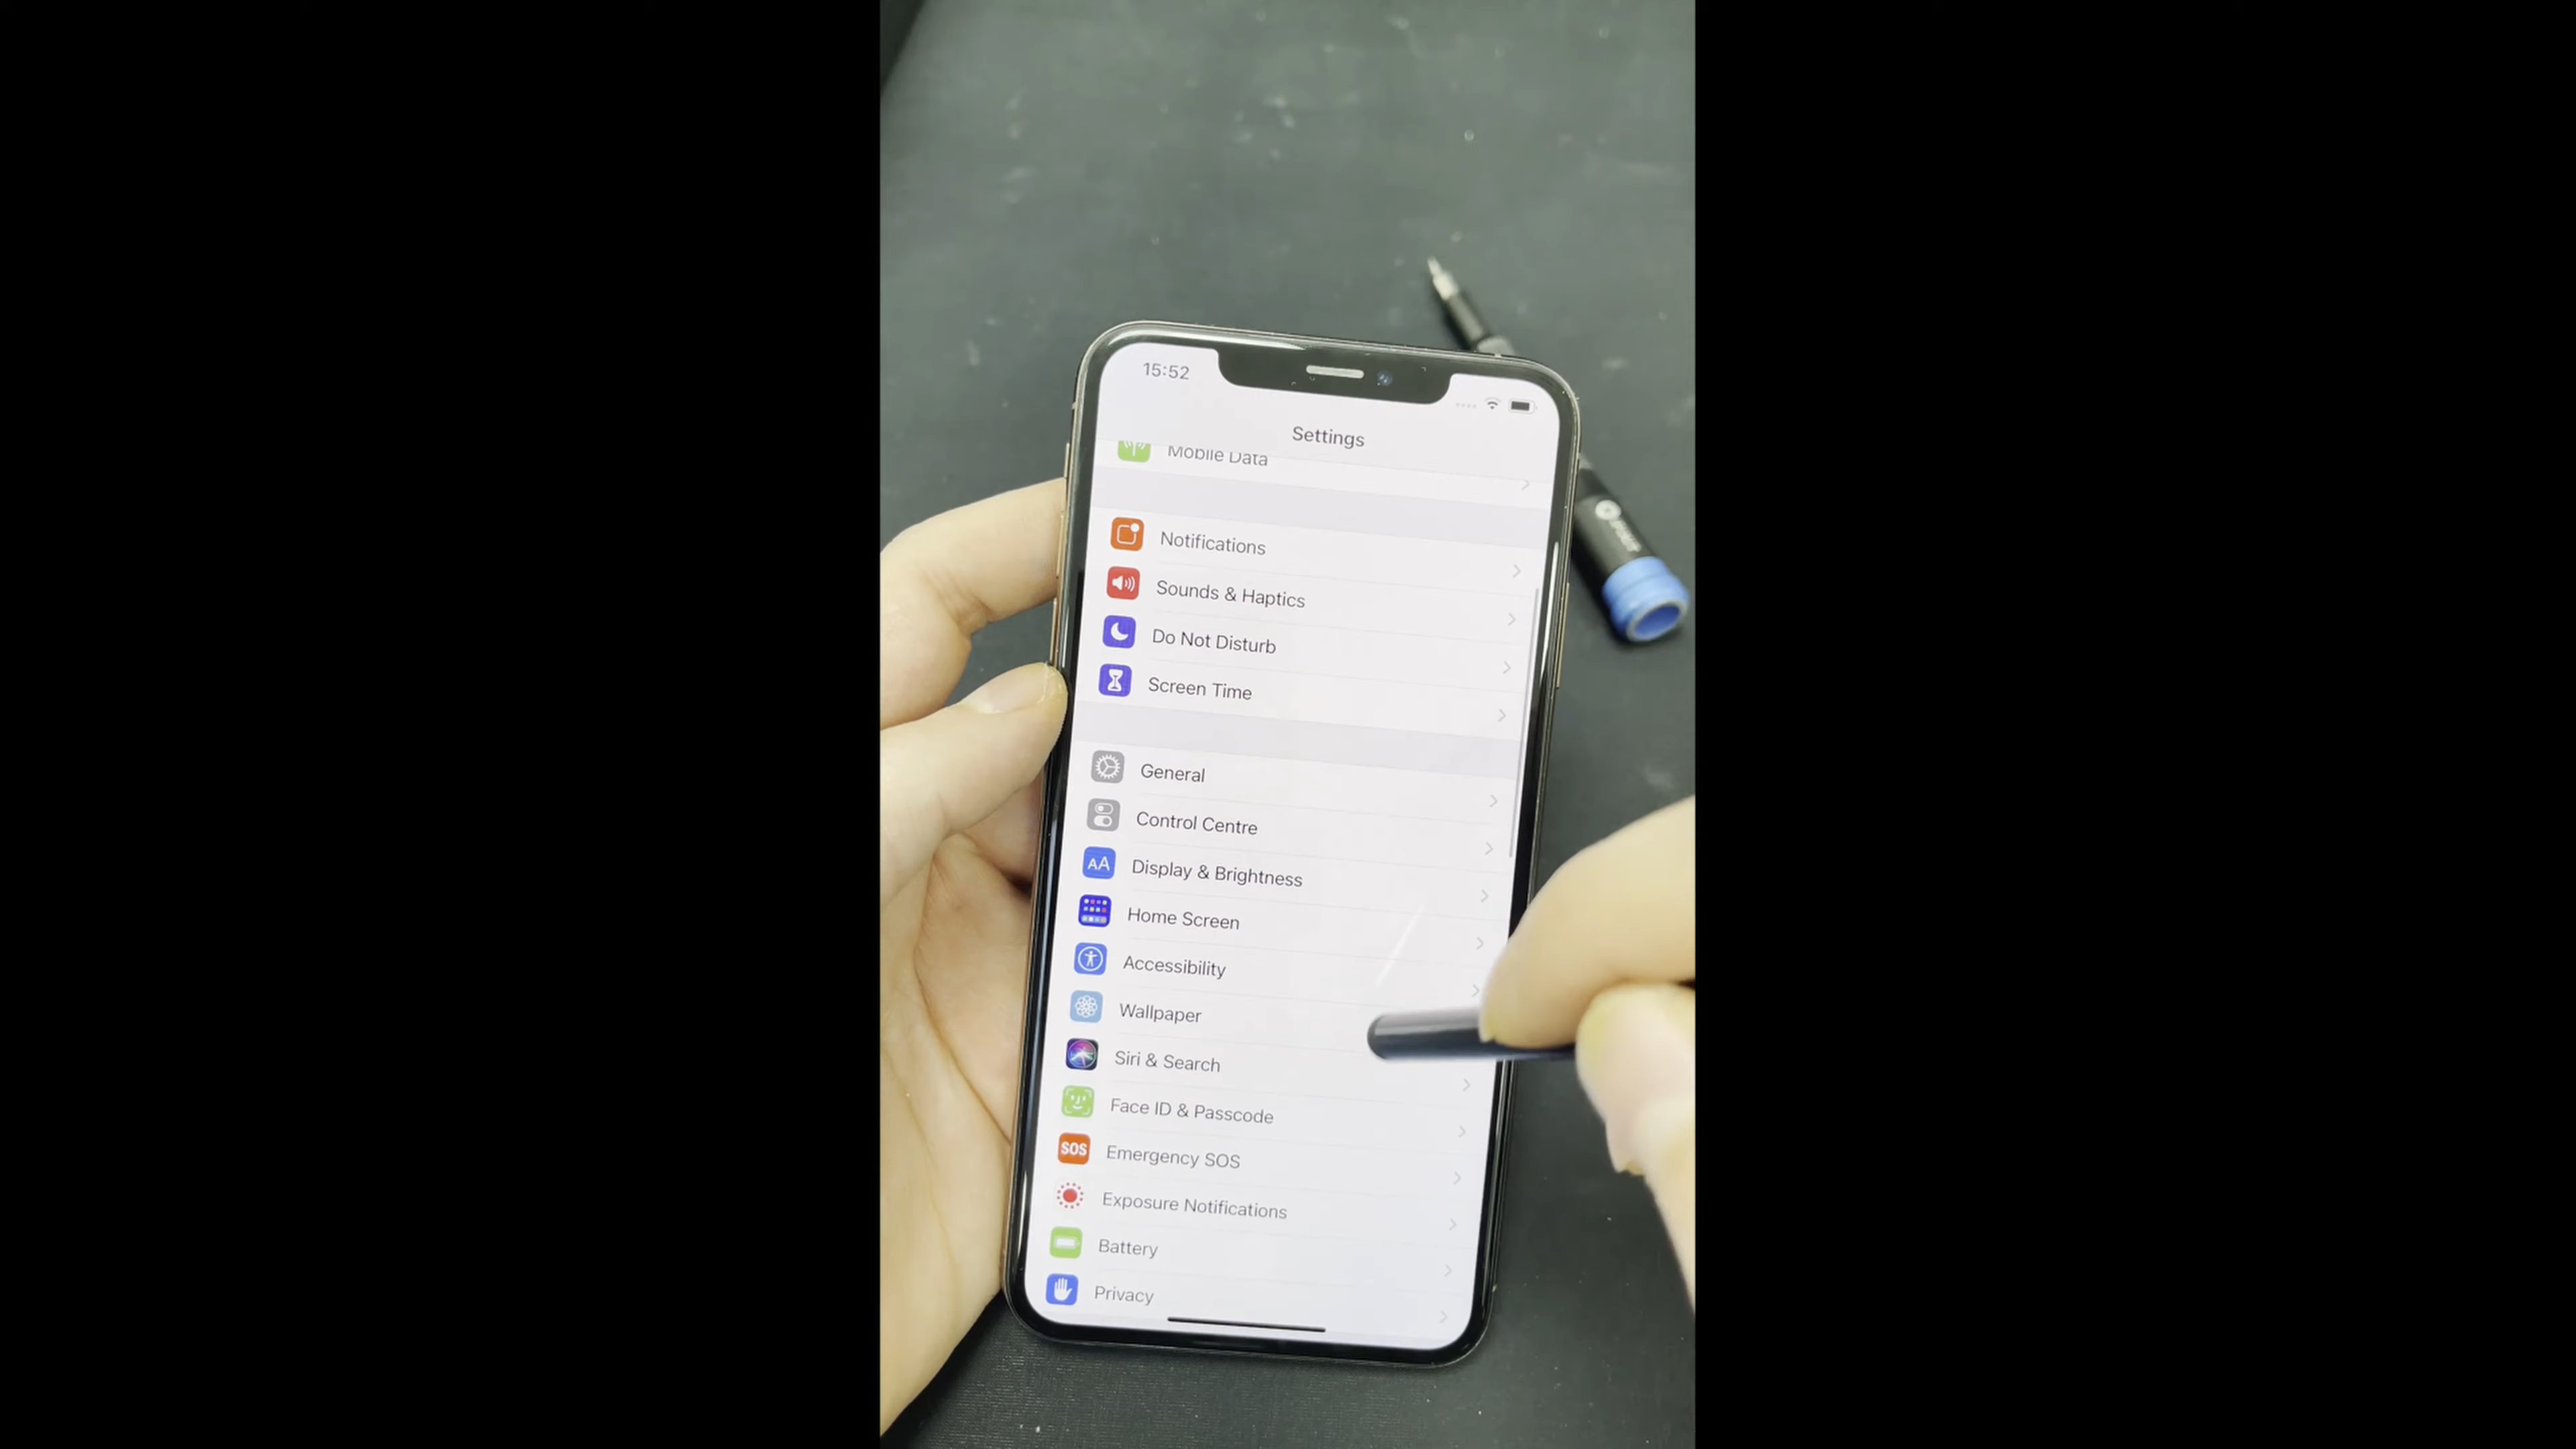 15:52
Settings
Mobile Data
Notifications
Sounds & Haptics
Do Not Disturb
Screen Time
General
Control Centre
AA
Display & Brightness
Home Screen
Accessibility
Wallpaper
Siri & Search
Face ID & Passcode
SOS
Emergency SOS
Exposure Notifications
Battery
Privacy